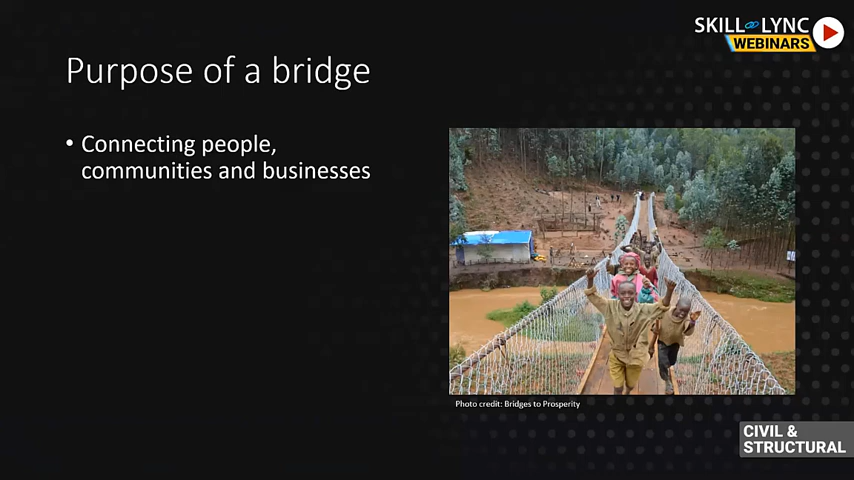 SKILL LYNC
WEBINARS
Purpose of a bridge
• Connecting people,
communities and businesses
Photo credit: Bridges to Prosperity
CIVIL &
STRUCTURAL